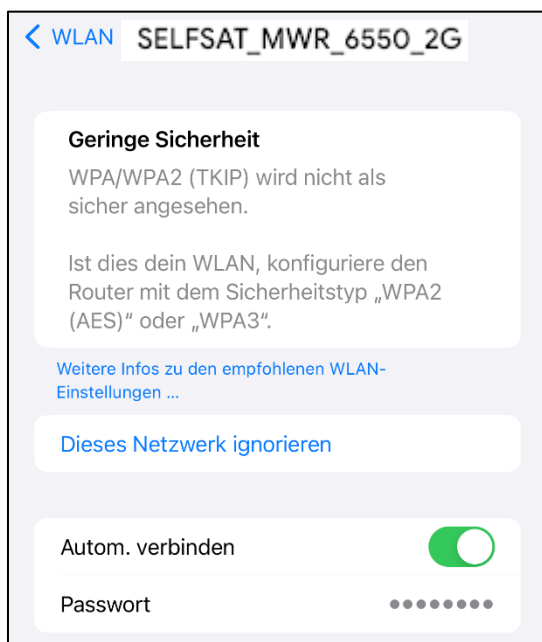 WLAN SELFSAT_MWR_6550_2G
Geringe Sicherheit
WPA/WPA2 (TKIP) wird nicht als
sicher angesehen.
Ist dies dein WLAN, konfiguriere den
Router mit dem Sicherheitstyp „WPA2
(AES)“ oder „WPA3“.
Weitere Infos zu den empfohlenen WLAN-
Einstellungen ...
Dieses Netzwerk ignorieren
Autom. verbinden
Passwort ●●●●●●●●